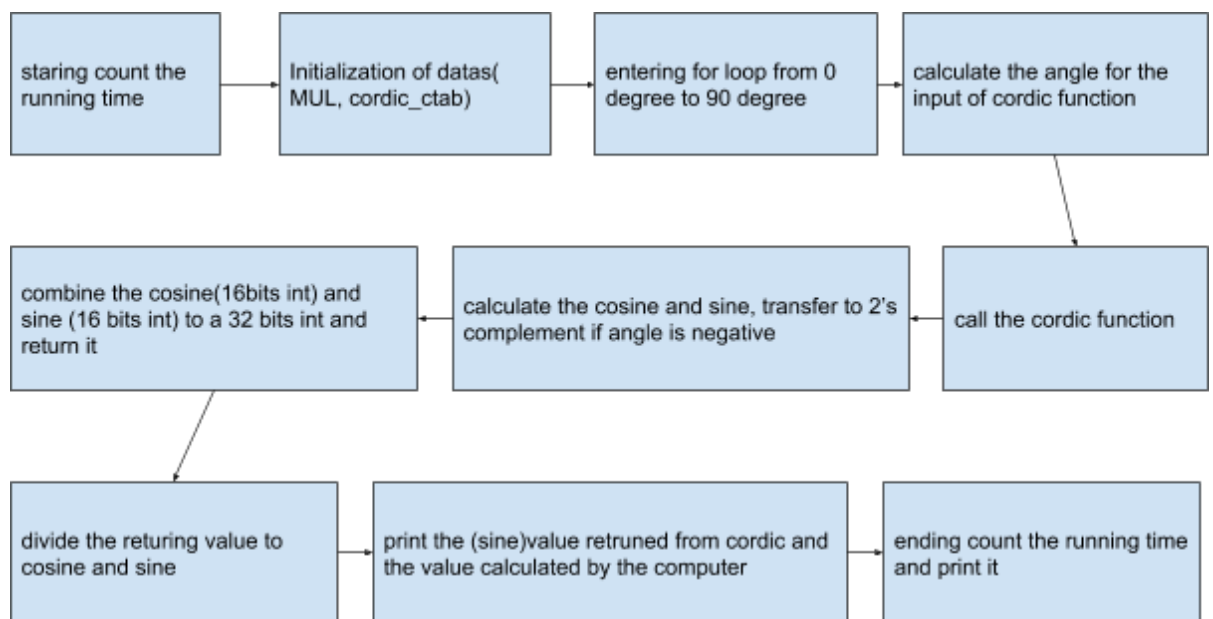 staring count the
running time
Initialization of datas(
MUL, cordic_ctab)
entering for loop from 0
degree to 90 degree
calculate the angle for the
input of cordic function
call the cordic function
calculate the cosine and sine, transfer to 2's
complement if angle is negative
combine the cosine(16bits int) and
sine (16 bits int) to a 32 bits int and
return it
divide the returing value to
cosine and sine
print the (sine)value retruned from cordic and
the value calculated by the computer
ending count the running time
and print it